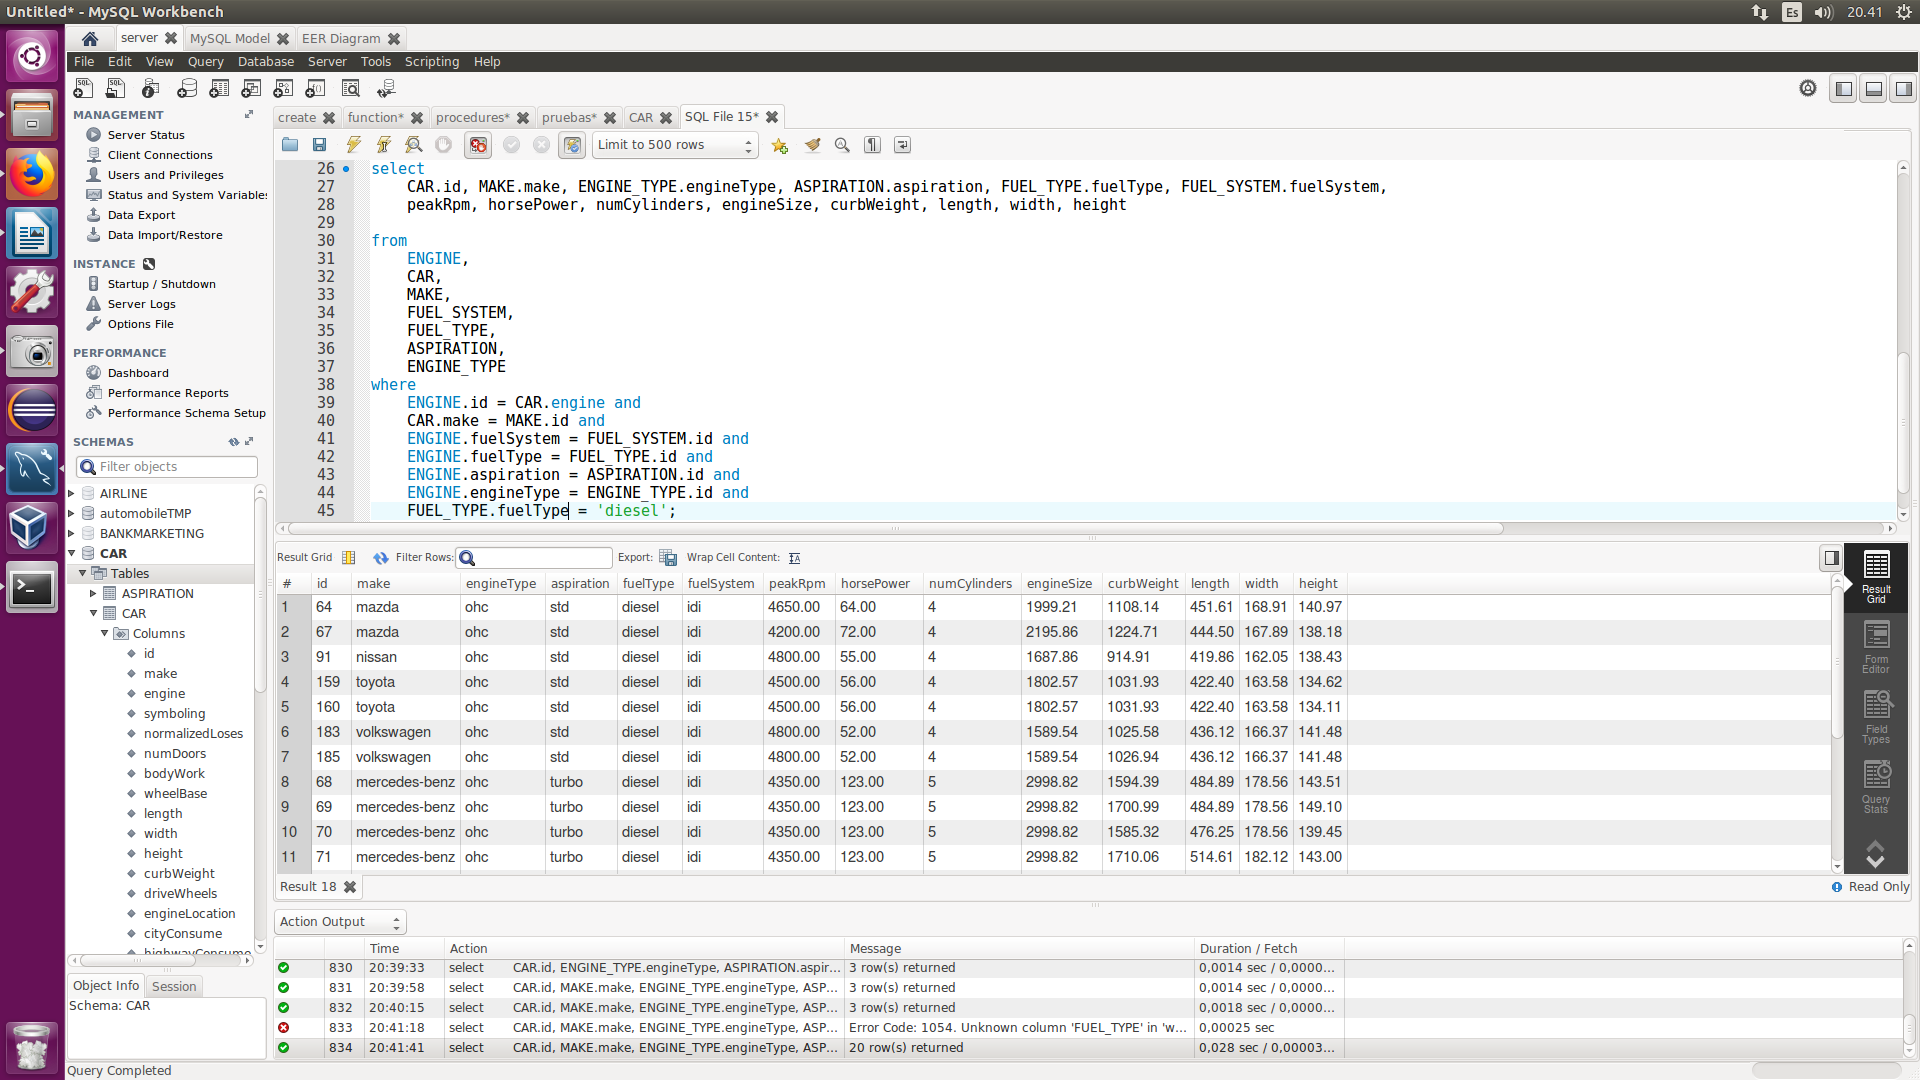 Untitled* - MySQL Workbench
Es
20.41
server
MySQL Model
EER Diagram
File Edit View Query Database Server Tools Scripting Help
MANAGEMENT
Server Status
Client Connections
Users and Privileges
Status and System Variables
Data Export
Data Import/Restore
INSTANCE
Startup / Shutdown
Server Logs
Options File
PERFORMANCE
Dashboard
Performance Reports
Performance Schema Setup
SCHEMAS
Filter objects
AIRLINE
automobileTMP
BANKMARKETING
CAR
Tables
ASPIRATION
CAR
Columns
id
make
engine
symboling
normalizedLoses
numDoors
bodyWork
wheelBase
length
width
height
curbWeight
driveWheels
engineLocation
cityConsume
highwayConsume
Object Info Session
Schema: CAR
Query Completed
create function* procedures* pruebas* CAR SQL File 15*
Limit to 500 rows
26 select
27 CAR.id, MAKE.make, ENGINE_TYPE.engineType, ASPIRATION.aspiration, FUEL_TYPE.fuelType, FUEL_SYSTEM.fuelSystem,
28 peakRpm, horsePower, numCylinders, engineSize, curbWeight, length, width, height
29
30 from
31 ENGINE,
32 CAR,
33 MAKE,
34 FUEL_SYSTEM,
35 FUEL_TYPE,
36 ASPIRATION,
37 ENGINE_TYPE
38 where
39 ENGINE.id = CAR.engine and
40 CAR.make = MAKE.id and
41 ENGINE.fuelSystem = FUEL_SYSTEM.id and
42 ENGINE.fuelType = FUEL_TYPE.id and
43 ENGINE.aspiration = ASPIRATION.id and
44 ENGINE.engineType = ENGINE_TYPE.id and
45 FUEL_TYPE.fuelType = 'diesel';
Result Grid Filter Rows: Export: Wrap Cell Content:
# id make engineType aspiration fuelType fuelSystem peakRpm horsePower numCylinders engineSize curbWeight length width height
1 64 mazda ohc std diesel idi 4650.00 64.00 4 1999.21 1108.14 451.61 168.91 140.97
2 67 mazda ohc std diesel idi 4200.00 72.00 4 2195.86 1224.71 444.50 167.89 138.18
3 91 nissan ohc std diesel idi 4800.00 55.00 4 1687.86 914.91 419.86 162.05 138.43
4 159 toyota ohc std diesel idi 4500.00 56.00 4 1802.57 1031.93 422.40 163.58 134.62
5 160 toyota ohc std diesel idi 4500.00 56.00 4 1802.57 1031.93 422.40 163.58 134.11
6 183 volkswagen ohc std diesel idi 4800.00 52.00 4 1589.54 1025.58 436.12 166.37 141.48
7 185 volkswagen ohc std diesel idi 4800.00 52.00 4 1589.54 1026.94 436.12 166.37 141.48
8 68 mercedes-benz ohc turbo diesel idi 4350.00 123.00 5 2998.82 1594.39 484.89 178.56 143.51
9 69 mercedes-benz ohc turbo diesel idi 4350.00 123.00 5 2998.82 1700.99 484.89 178.56 149.10
10 70 mercedes-benz ohc turbo diesel idi 4350.00 123.00 5 2998.82 1585.32 476.25 178.56 139.45
11 71 mercedes-benz ohc turbo diesel idi 4350.00 123.00 5 2998.82 1710.06 514.61 182.12 143.00
Result Grid
Form Editor
Field Types
Query Stats
Result 18
Read Only
Action Output
Time Action Message Duration / Fetch
830 20:39:33 select CAR.id, ENGINE_TYPE.engineType, ASPIRATION.aspir... 3 row(s) returned 0,0014 sec / 0,0000...
831 20:39:58 select CAR.id, MAKE.make, ENGINE_TYPE.engineType, ASP... 3 row(s) returned 0,0014 sec / 0,0000...
832 20:40:15 select CAR.id, MAKE.make, ENGINE_TYPE.engineType, ASP... 3 row(s) returned 0,0018 sec / 0,0000...
833 20:41:18 select CAR.id, MAKE.make, ENGINE_TYPE.engineType, ASP... Error Code: 1054. Unknown column 'FUEL_TYPE' in 'w... 0,00025 sec
834 20:41:41 select CAR.id, MAKE.make, ENGINE_TYPE.engineType, ASP... 20 row(s) returned 0,028 sec / 0,00003...